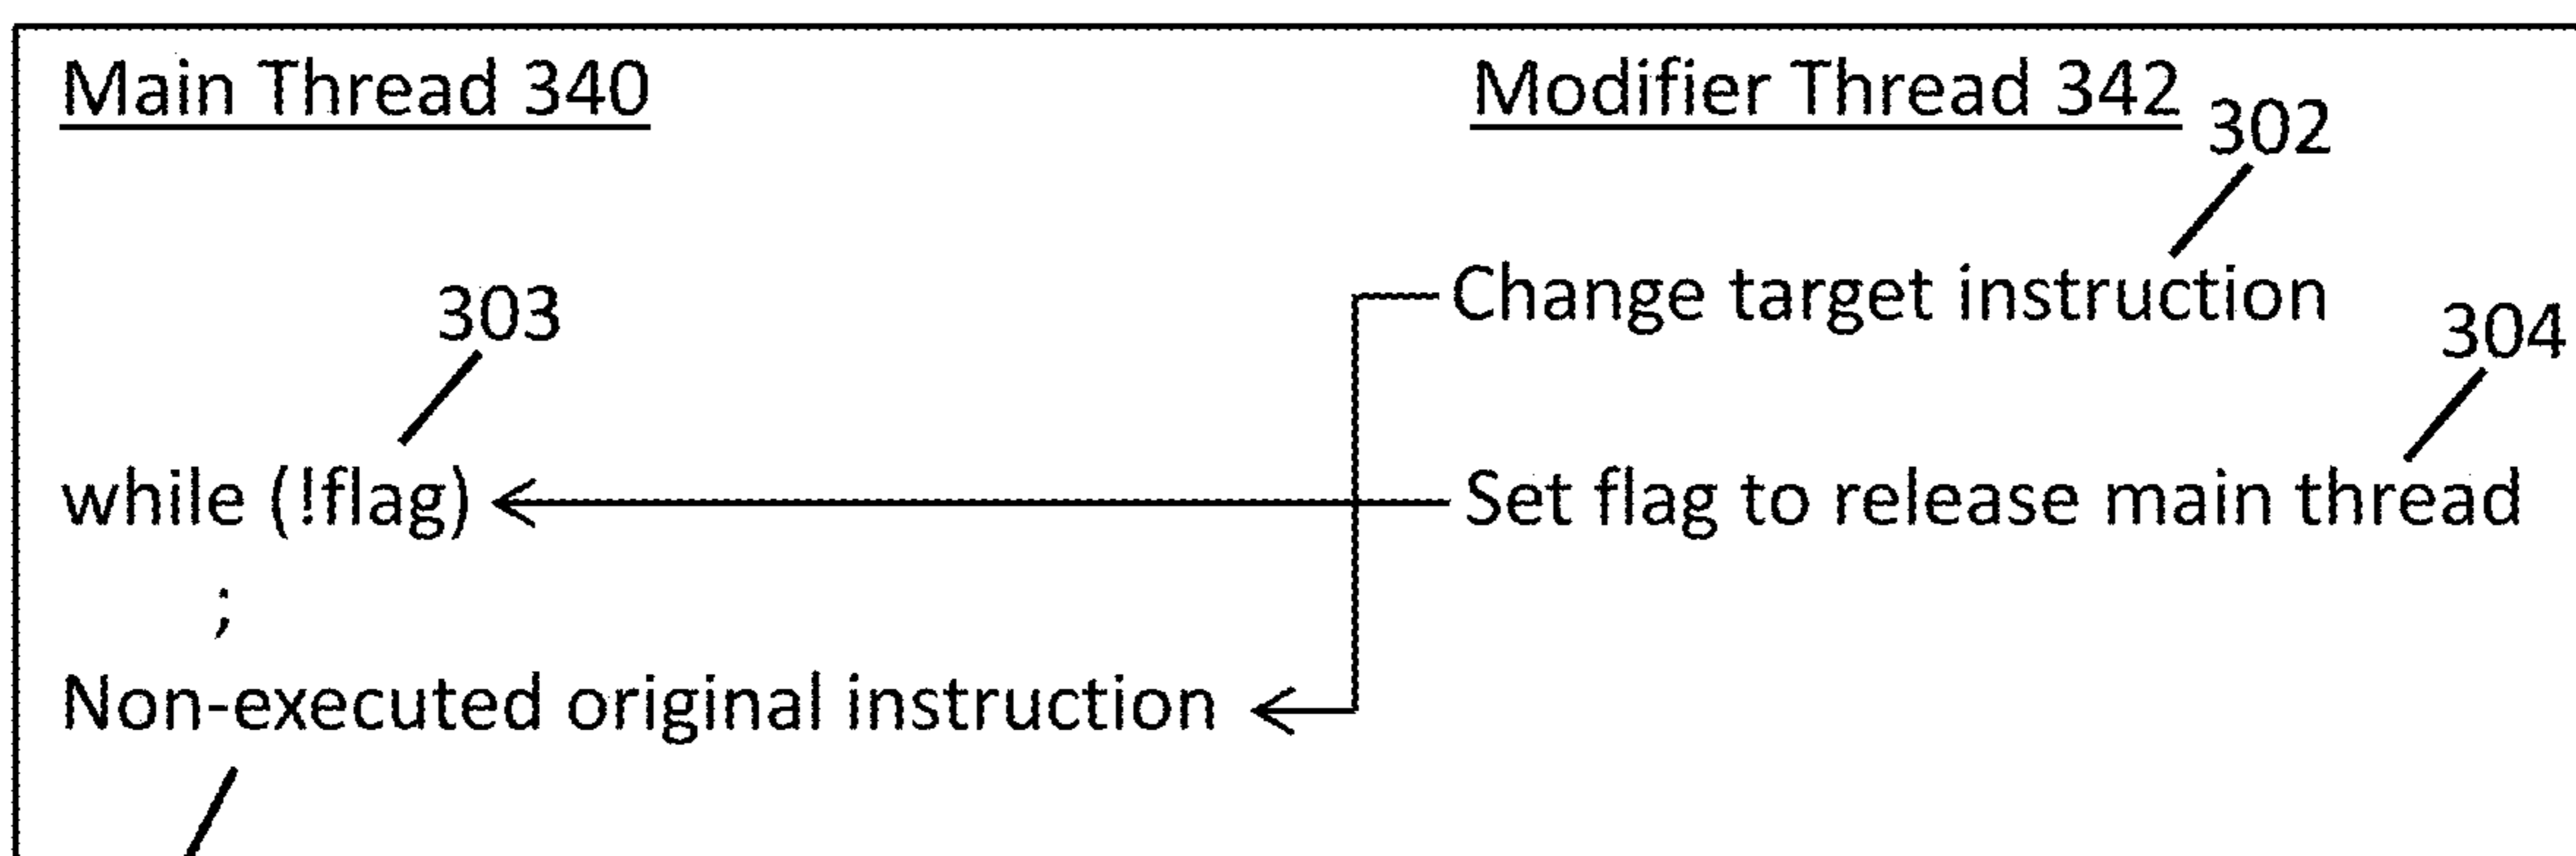 Main Thread 340
Modifier Thread 342
302
Change target instruction
303
304
while (!flag)
Set flag to release main thread
;
Non-executed original instruction